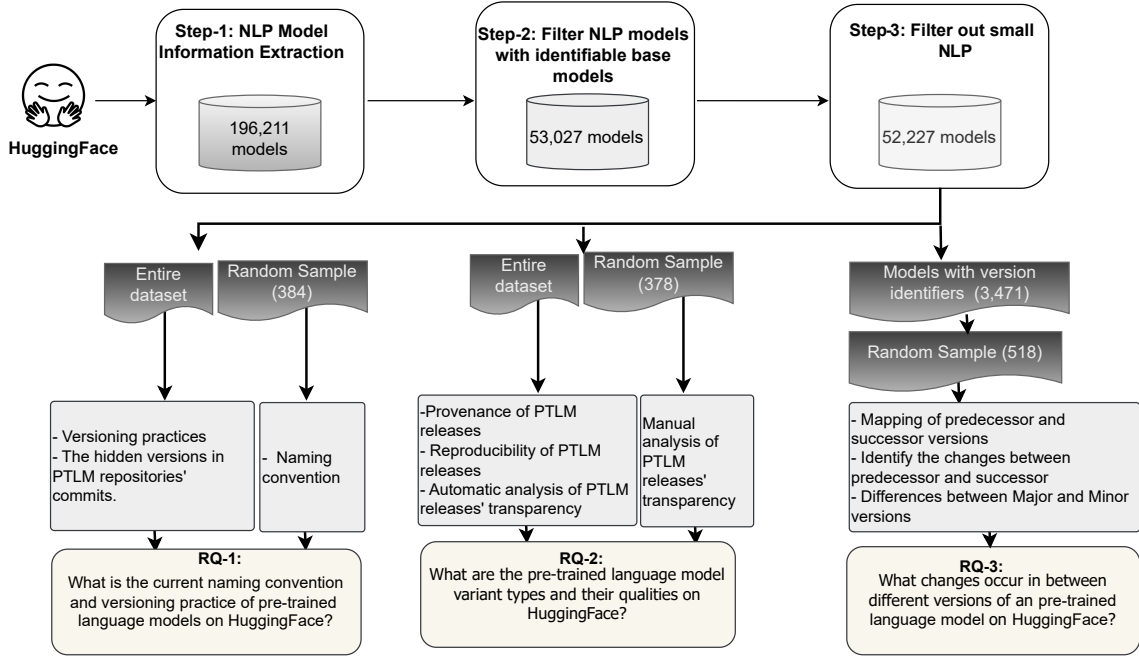 Step-1: NLP Model
Information Extraction
196,211
models
HuggingFace
Step-2: Filter NLP models
with identifiable base
models
53,027 models
Step-3: Filter out small
NLP
52,227 models
Entire
dataset
Random Sample
(384)
Entire
dataset
Random Sample
(378)
Models with version
identifiers (3,471)
Random Sample (518)
- Versioning practices
- The hidden versions in
PTLM repositories'
commits.
- Naming
convention
-Provenance of PTLM
releases
- Reproducibility of PTLM
releases
- Automatic analysis of PTLM
releases' transparency
Manual
analysis of
PTLM
releases'
transparency
- Mapping of predecessor and
successor versions
- Identify the changes between
predecessor and successor
- Differences between Major and Minor
versions
RQ-1:
What is the current naming convention
and versioning practice of pre-trained
language models on HuggingFace?
RQ-2:
What are the pre-trained language model
variant types and their qualities on
HuggingFace?
RQ-3:
What changes occur in between
different versions of an pre-trained
language model on HuggingFace?